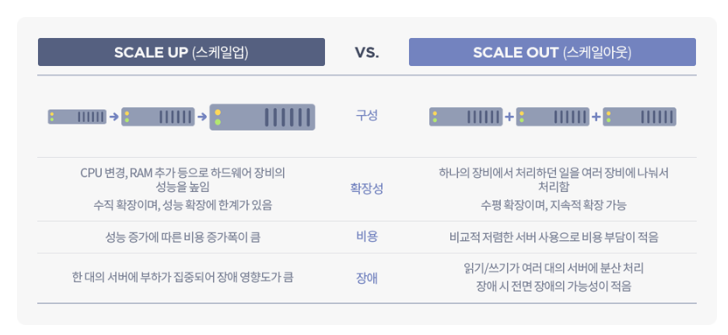 SCALE UP (스케일업)
VS.
SCALE OUT (스케일아웃)
구성
CPU 변경, RAM 추가 등으로 하드웨어 장비의
성능을 높임
수직 확장이며, 성능 확장에 한계가 있음
확장성
하나의 장비에서 처리하던 일을 여러 장비에 나눠서
처리함
수평 확장이며, 지속적 확장 가능
성능 증가에 따른 비용 증가폭이 큼
비용
비교적 저렴한 서버 사용으로 비용 부담이 적음
한 대의 서버에 부하가 집중되어 장애 영향도가 큼
장애
읽기/쓰기가 여러 대의 서버에 분산 처리
장애 시 전면 장애의 가능성이 적음